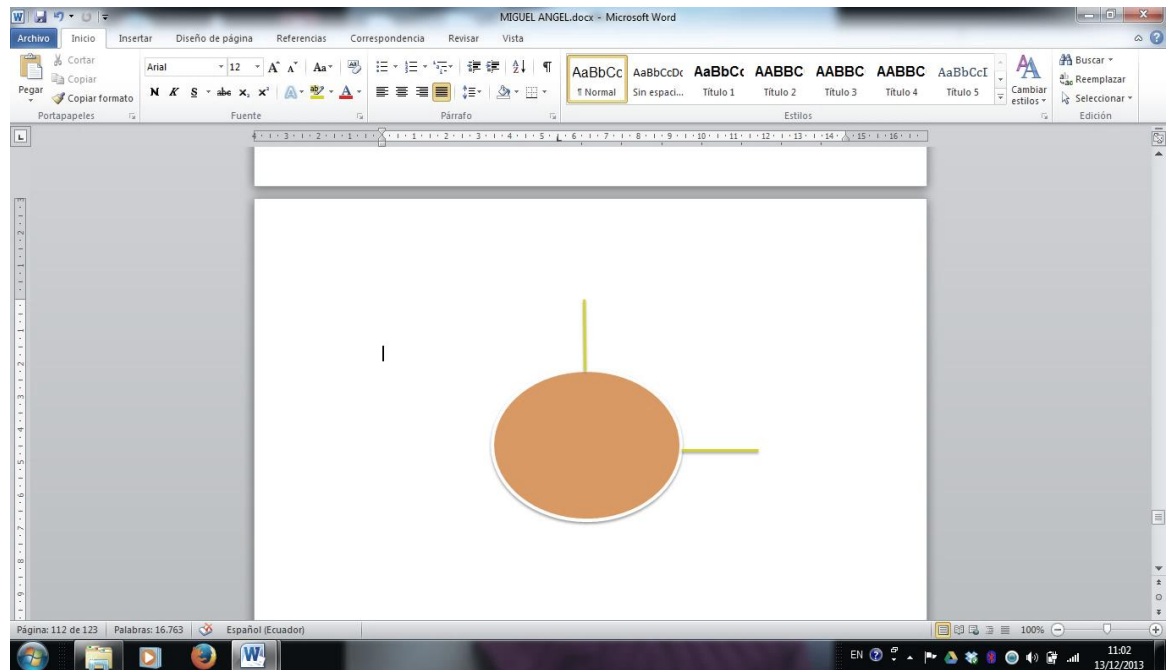 MIGUEL ANGEL.docx - Microsoft Word
Archivo Inicio Insertar Diseño de página Referencias Correspondencia Revisar Vista
Pegar
Cortar
Copiar
Copiar formato
Portapapeles
Arial 12
N K S abc
Fuente
Párrafo
AaBbCc AaBbCcDc AaBbCc AABBC AABBC AABBC AaBbCcI
¶ Normal Sin espaci... Título 1 Título 2 Título 3 Título 4 Título 5
Cambiar estilos
Estilos
Buscar
Reemplazar
Seleccionar
Edición
Página: 112 de 123 Palabras: 16.763 Español (Ecuador) 100%
EN 11:02
13/12/2013